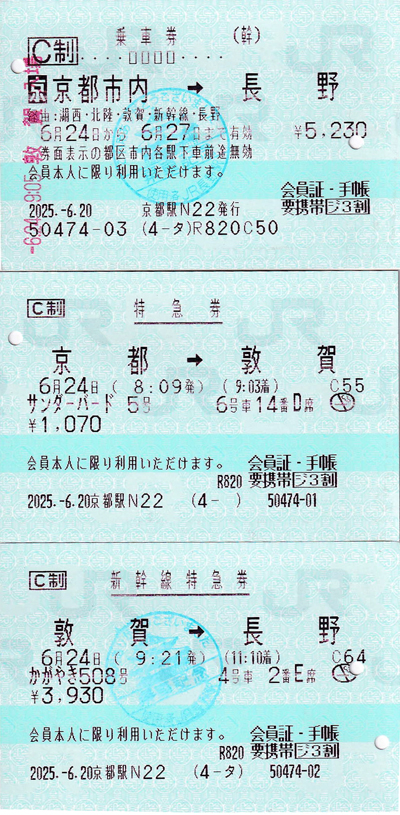 C制 乗車券 (幹)
京都市内 → 長野
経由:湖西・北陸・敦賀・新幹線・長野
6月24日から 6月27日まで有効 ¥5,230
券面表示の都区市内各駅下車前途無効
会員本人に限り利用いただけます。
会員証・手帳
要携帯 ジ3割
2025.-6.20 京都駅N22発行
50474-03 (4-タ) R820 C50
C制 特急券
京都 → 敦賀
6月24日 (8:09発) (9:03着) C55
サンダーバード 5号 6号車 14番D席
¥1,070
会員本人に限り利用いただけます。 会員証・手帳
R820 要携帯 ジ3割
2025.-6.20京都駅N22 (4- ) 50474-01
C制 新幹線特急券
敦賀 → 長野
6月24日 (9:21発) (11:10着) C64
かがやき508号 4号車 2番E席
¥3,930
会員本人に限り利用いただけます。 会員証・手帳
R820 要携帯 ジ3割
2025.-6.20京都駅N22 (4-タ) 50474-02